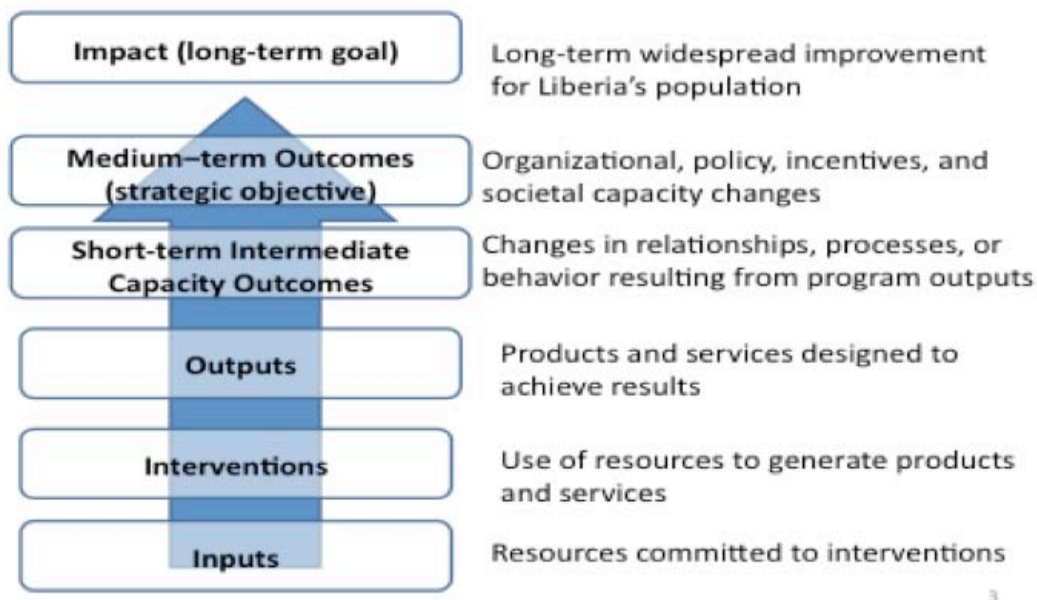 Impact (long-term goal)
Long-term widespread improvement
for Liberia's population
Medium–term Outcomes
(strategic objective)
Organizational, policy, incentives, and
societal capacity changes
Short-term Intermediate
Capacity Outcomes
Changes in relationships, processes, or
behavior resulting from program outputs
Outputs
Products and services designed to
achieve results
Interventions
Use of resources to generate products
and services
Inputs
Resources committed to interventions
3